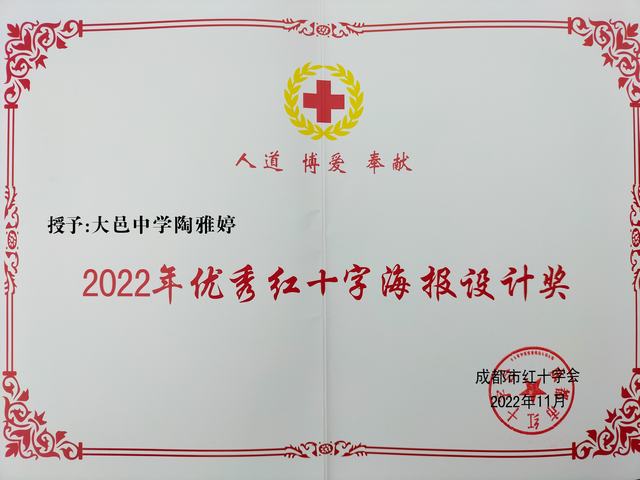 人道 博爱 奉献
授予:大邑中学陶雅婷
2022年优秀红十字海报设计奖
成都市红十字会
2022年11月